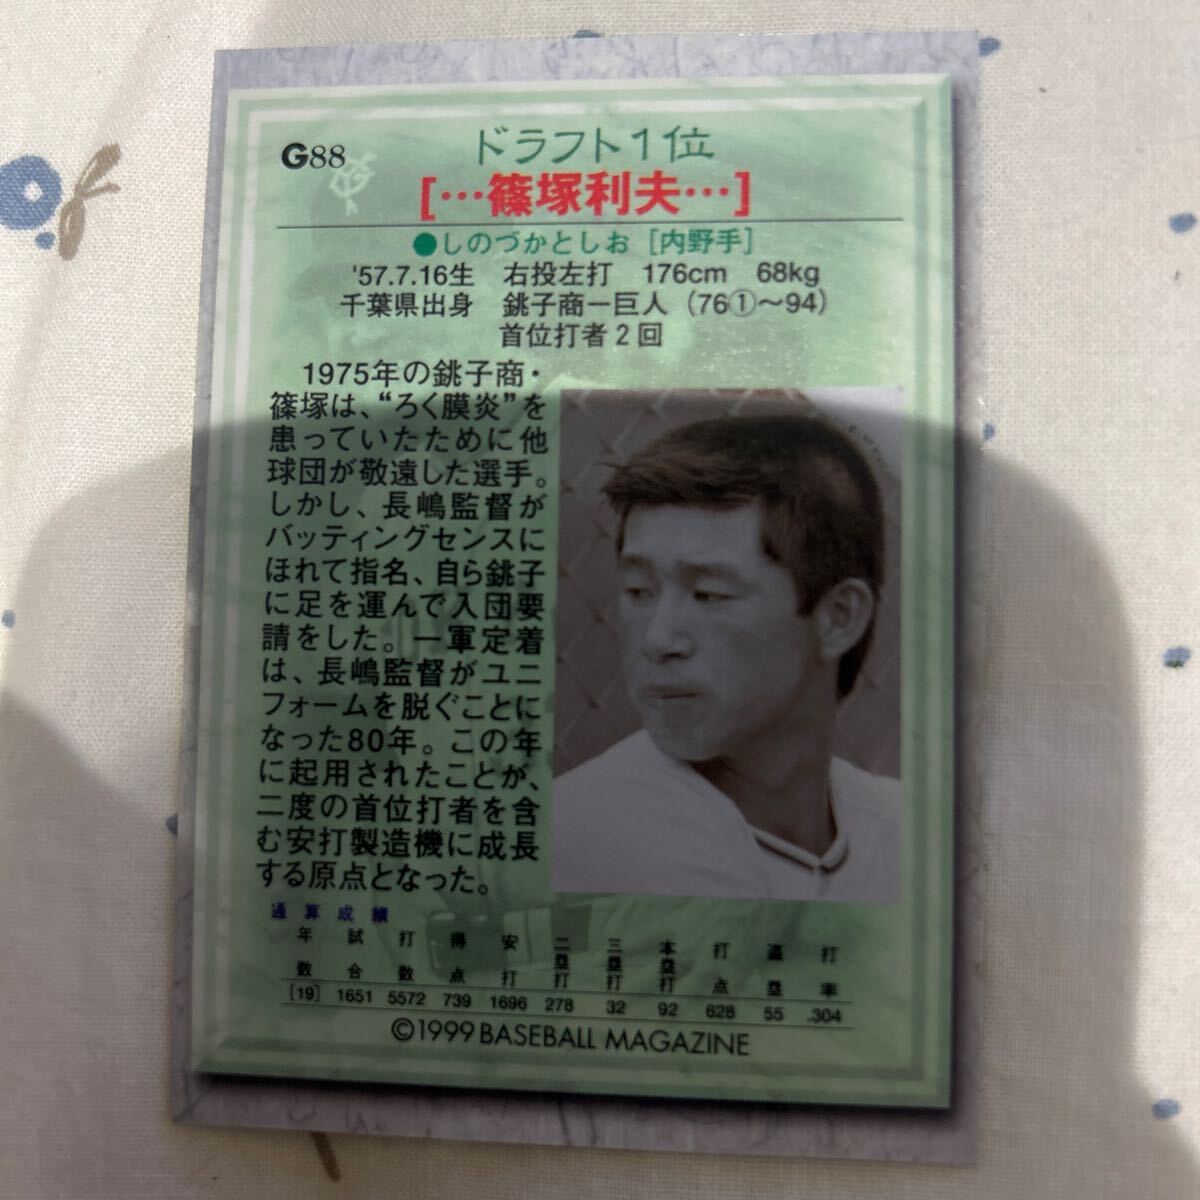 G88
ドラフト1位
[…篠塚利夫…]
●しのづかとしお [内野手]
'57.7.16生 右投左打 176cm 68kg
千葉県出身 銚子商ー巨人（76①〜94）
首位打者2回
1975年の銚子商・
篠塚は、“ろく膜炎”を
患っていたために他
球団が敬遠した選手。
しかし、長嶋監督が
バッティングセンスに
ほれて指名、自ら銚子
に足を運んで入団要
請をした。一軍定着
は、長嶋監督がユニ
フォームを脱ぐことに
なった80年。この年
に起用されたことが、
二度の首位打者を含
む安打製造機に成長
する原点となった。
通算成績
年数 試合 打数 得点 安打 二塁打 三塁打 本塁打 打点 盗塁 打率
[19] 1651 5572 739 1696 278 32 92 628 55 .304
©1999 BASEBALL MAGAZINE